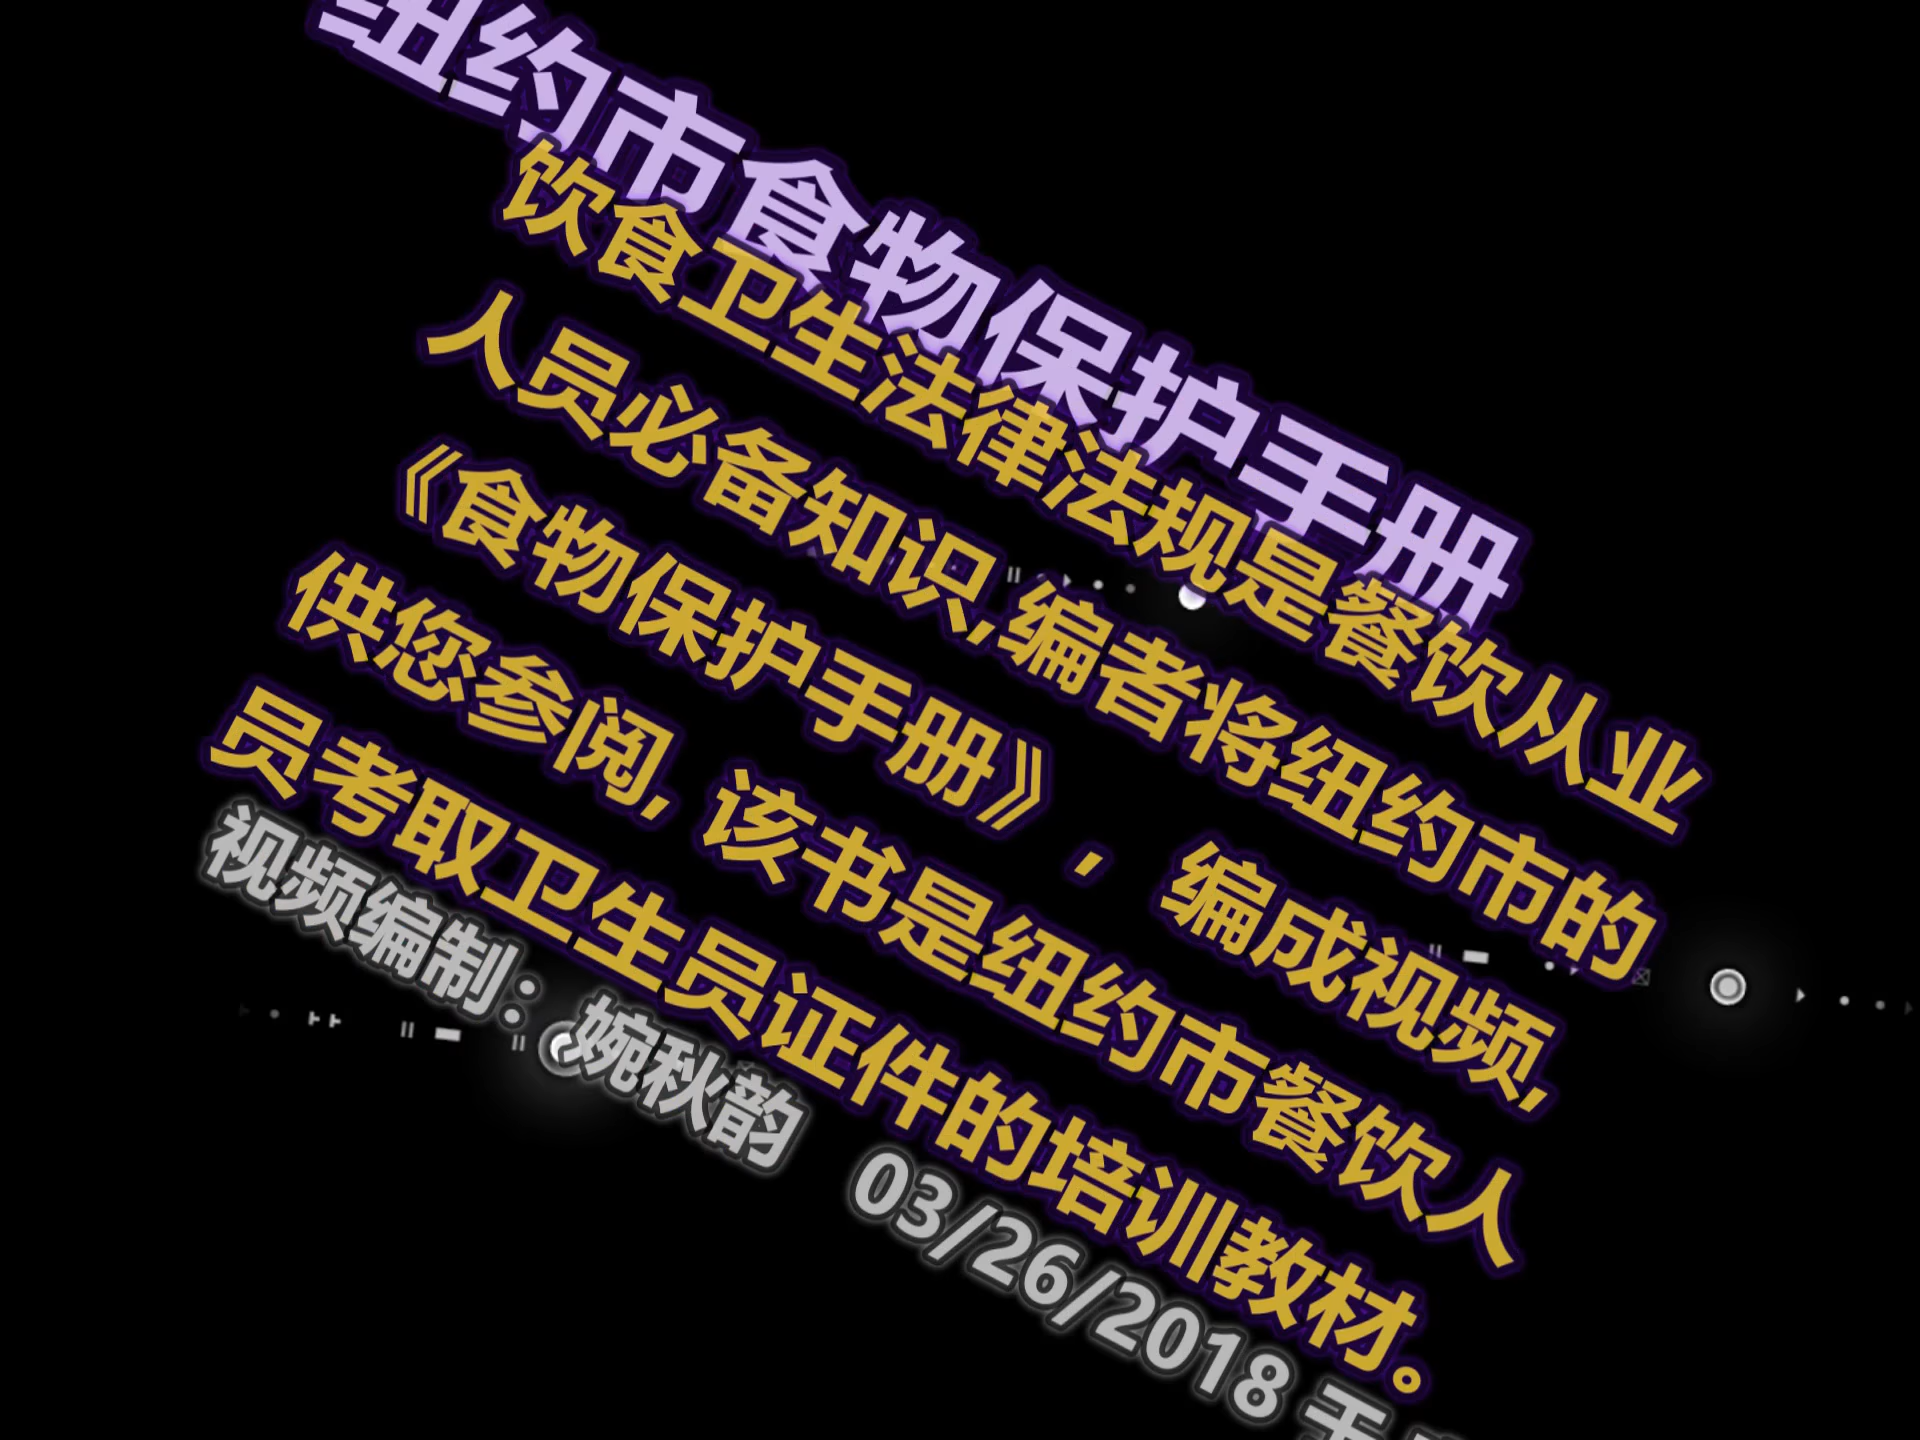 纽约市食物保护手册
饮食卫生法律法规是餐饮从业
人员必备知识,编者将纽约市的
《食物保护手册》, 编成视频,
供您参阅, 该书是纽约市餐饮人
员考取卫生员证件的培训教材。
视频编制：婉秋韵 03/26/2018